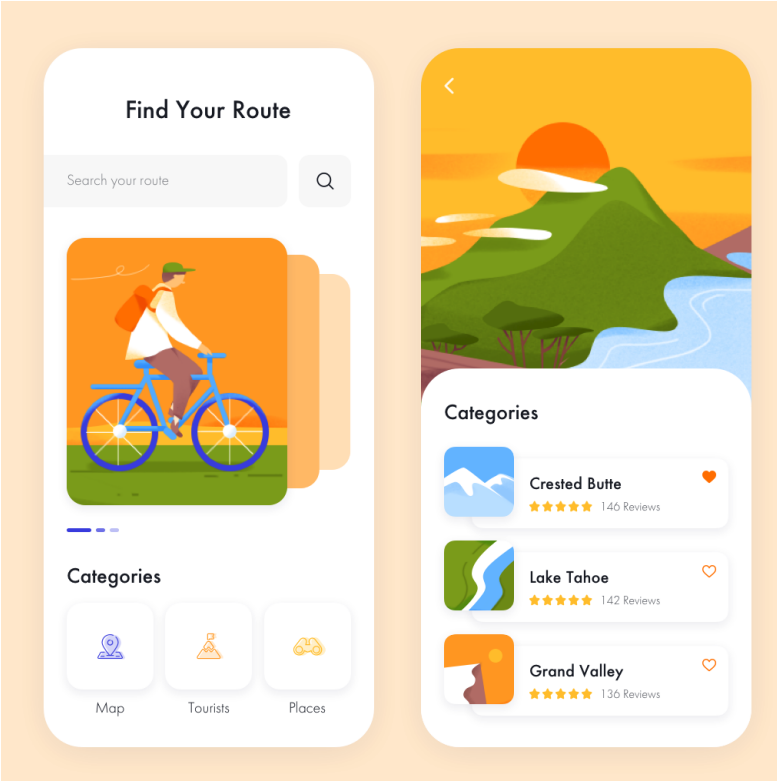 Find Your Route
Search your route
Categories
Map
Tourists
Places
Categories
Crested Butte
146 Reviews
Lake Tahoe
142 Reviews
Grand Valley
136 Reviews